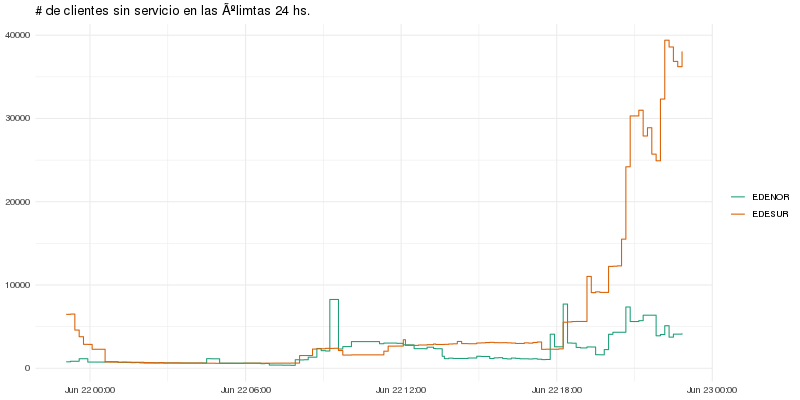 # de clientes sin servicio en las Ãºlimtas 24 hs.
40000
30000
20000
10000
0
Jun 22 00:00
Jun 22 06:00
Jun 22 12:00
Jun 22 18:00
Jun 23 00:00
EDENOR
EDESUR